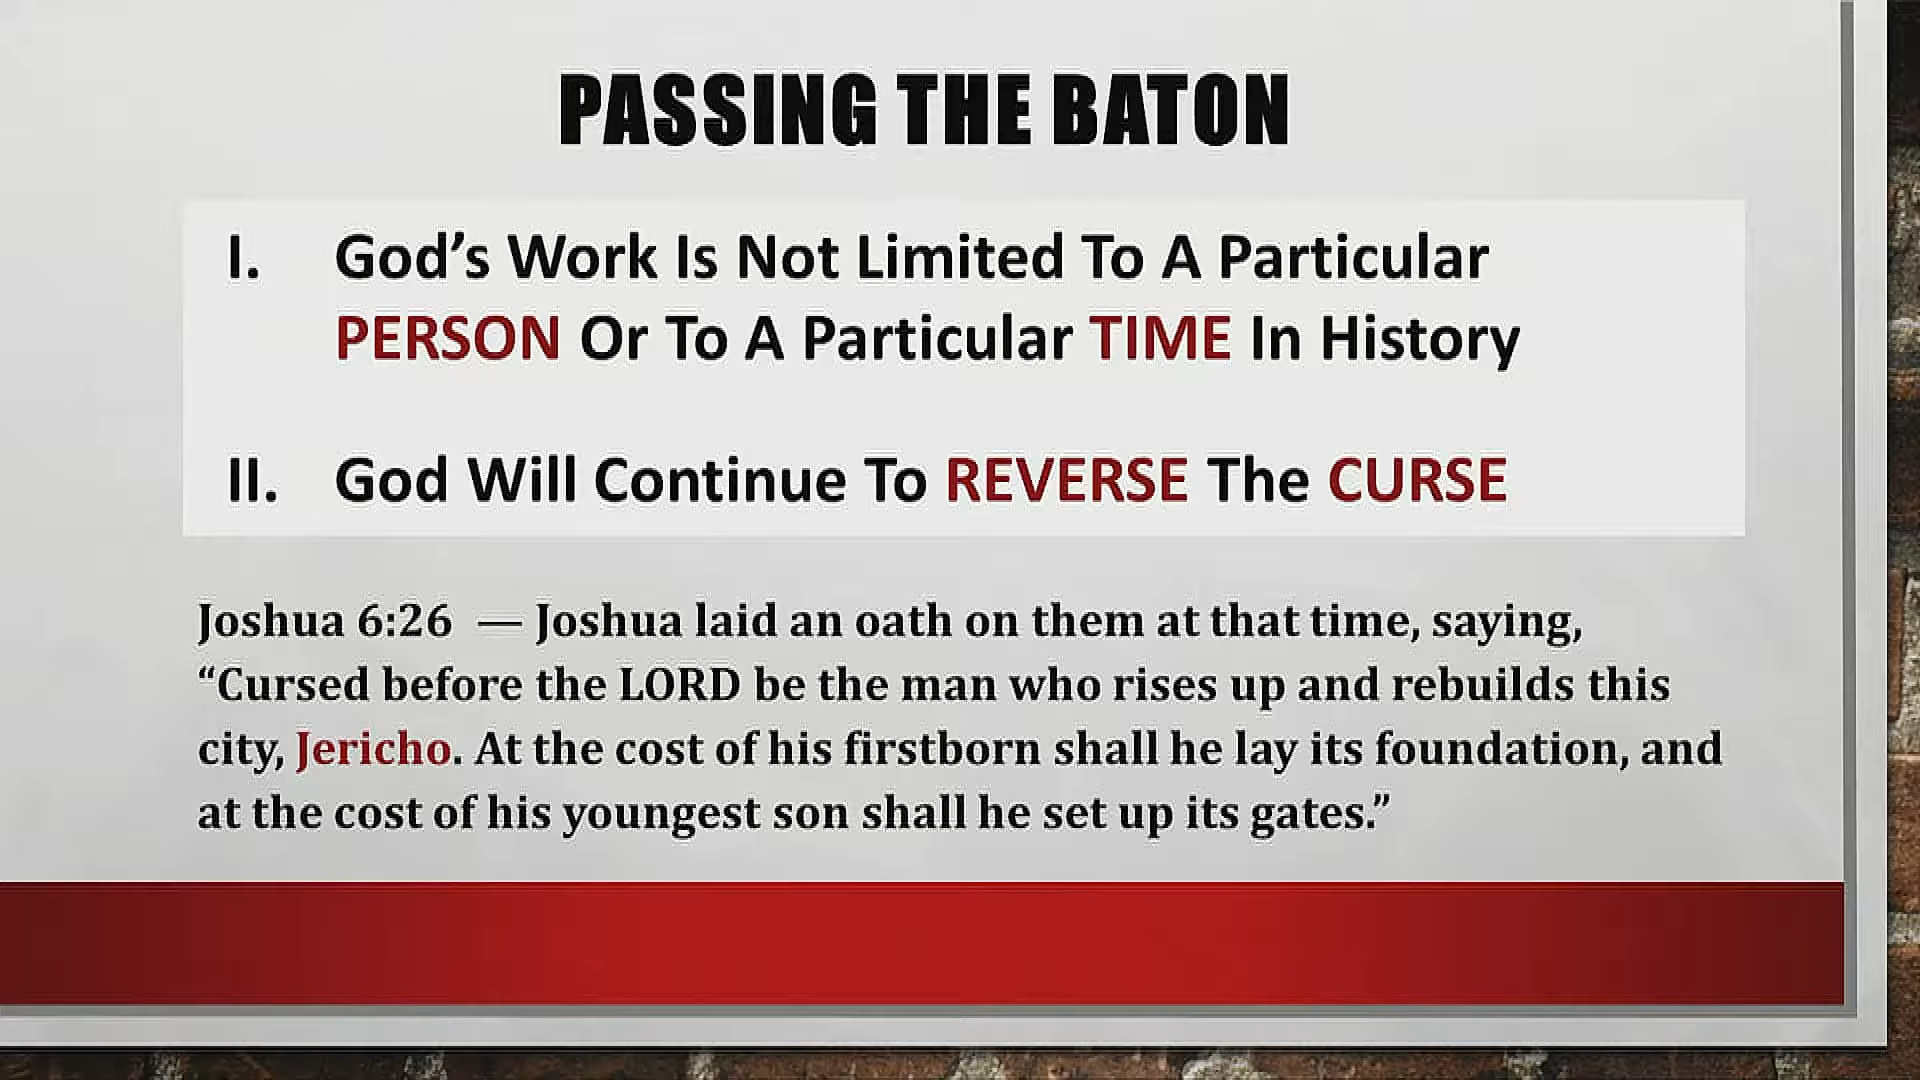 PASSING THE BATON
I. God’s Work Is Not Limited To A Particular
PERSON Or To A Particular TIME In History
II. God Will Continue To REVERSE The CURSE
Joshua 6:26 — Joshua laid an oath on them at that time, saying,
“Cursed before the LORD be the man who rises up and rebuilds this
city, Jericho. At the cost of his firstborn shall he lay its foundation, and
at the cost of his youngest son shall he set up its gates.”